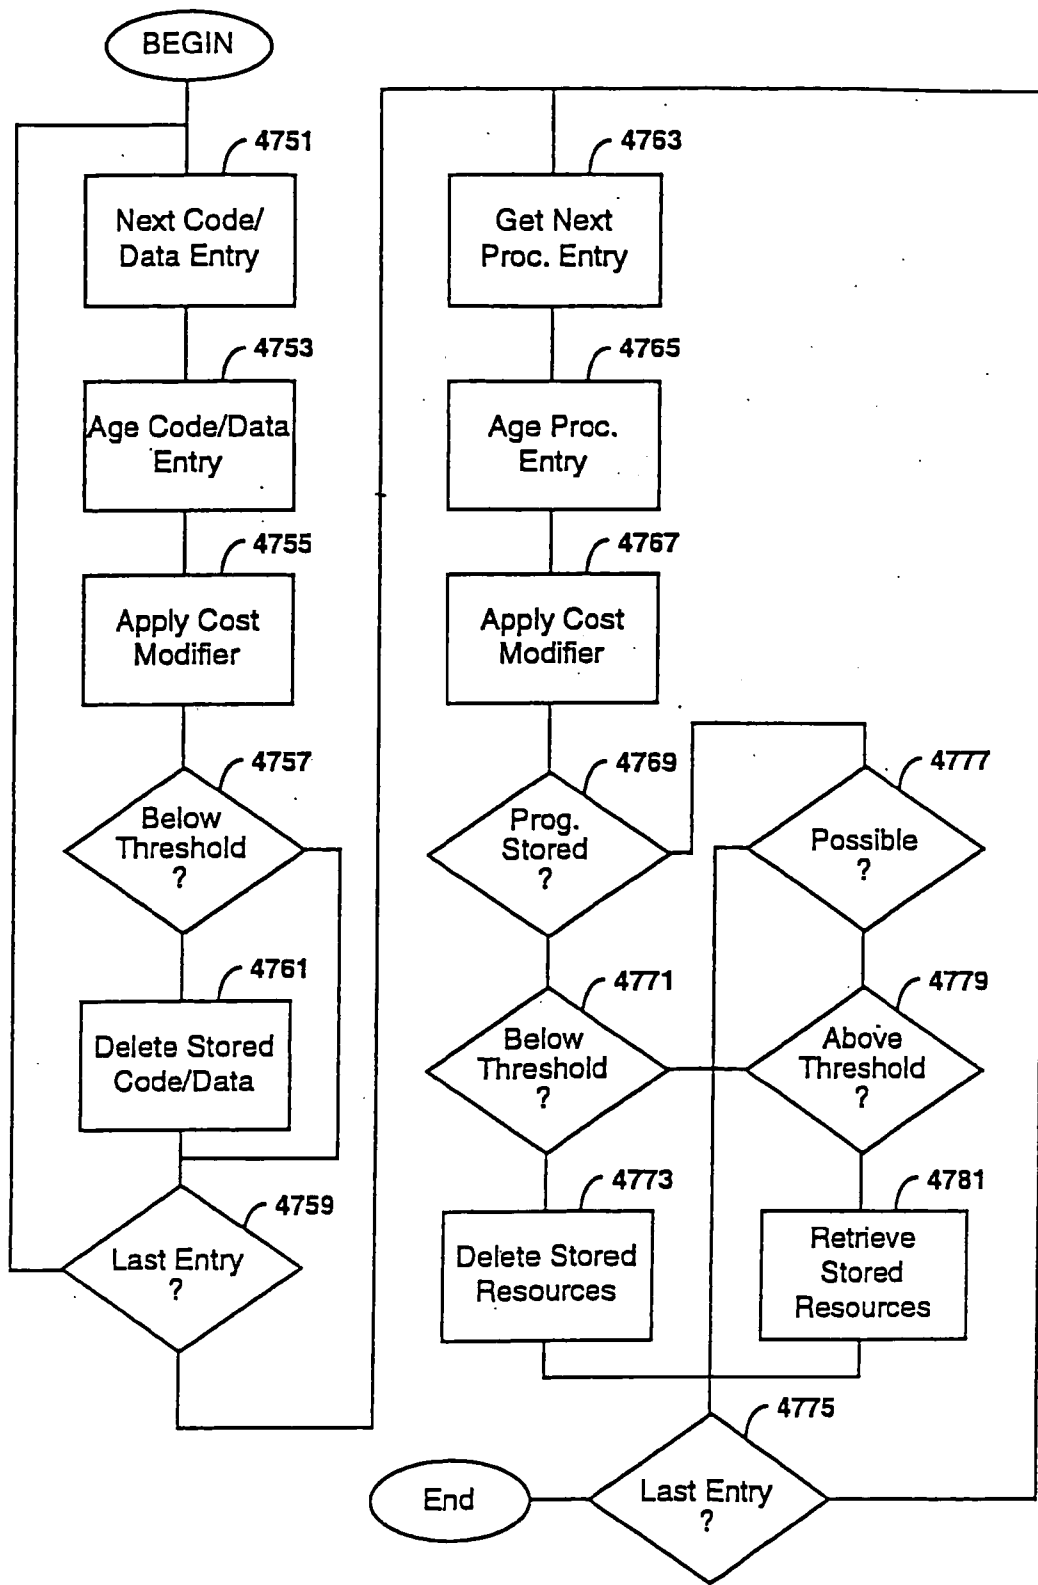 BEGIN
4751
Next Code/
Data Entry
4753
Age Code/Data
Entry
4755
Apply Cost
Modifier
4757
Below
Threshold
?
4761
Delete Stored
Code/Data
4759
Last Entry
?
4763
Get Next
Proc. Entry
4765
Age Proc.
Entry
4767
Apply Cost
Modifier
4769
Prog.
Stored
?
4771
Below
Threshold
?
4773
Delete Stored
Resources
4777
Possible
?
4779
Above
Threshold
?
4781
Retrieve
Stored
Resources
4775
Last Entry
?
End